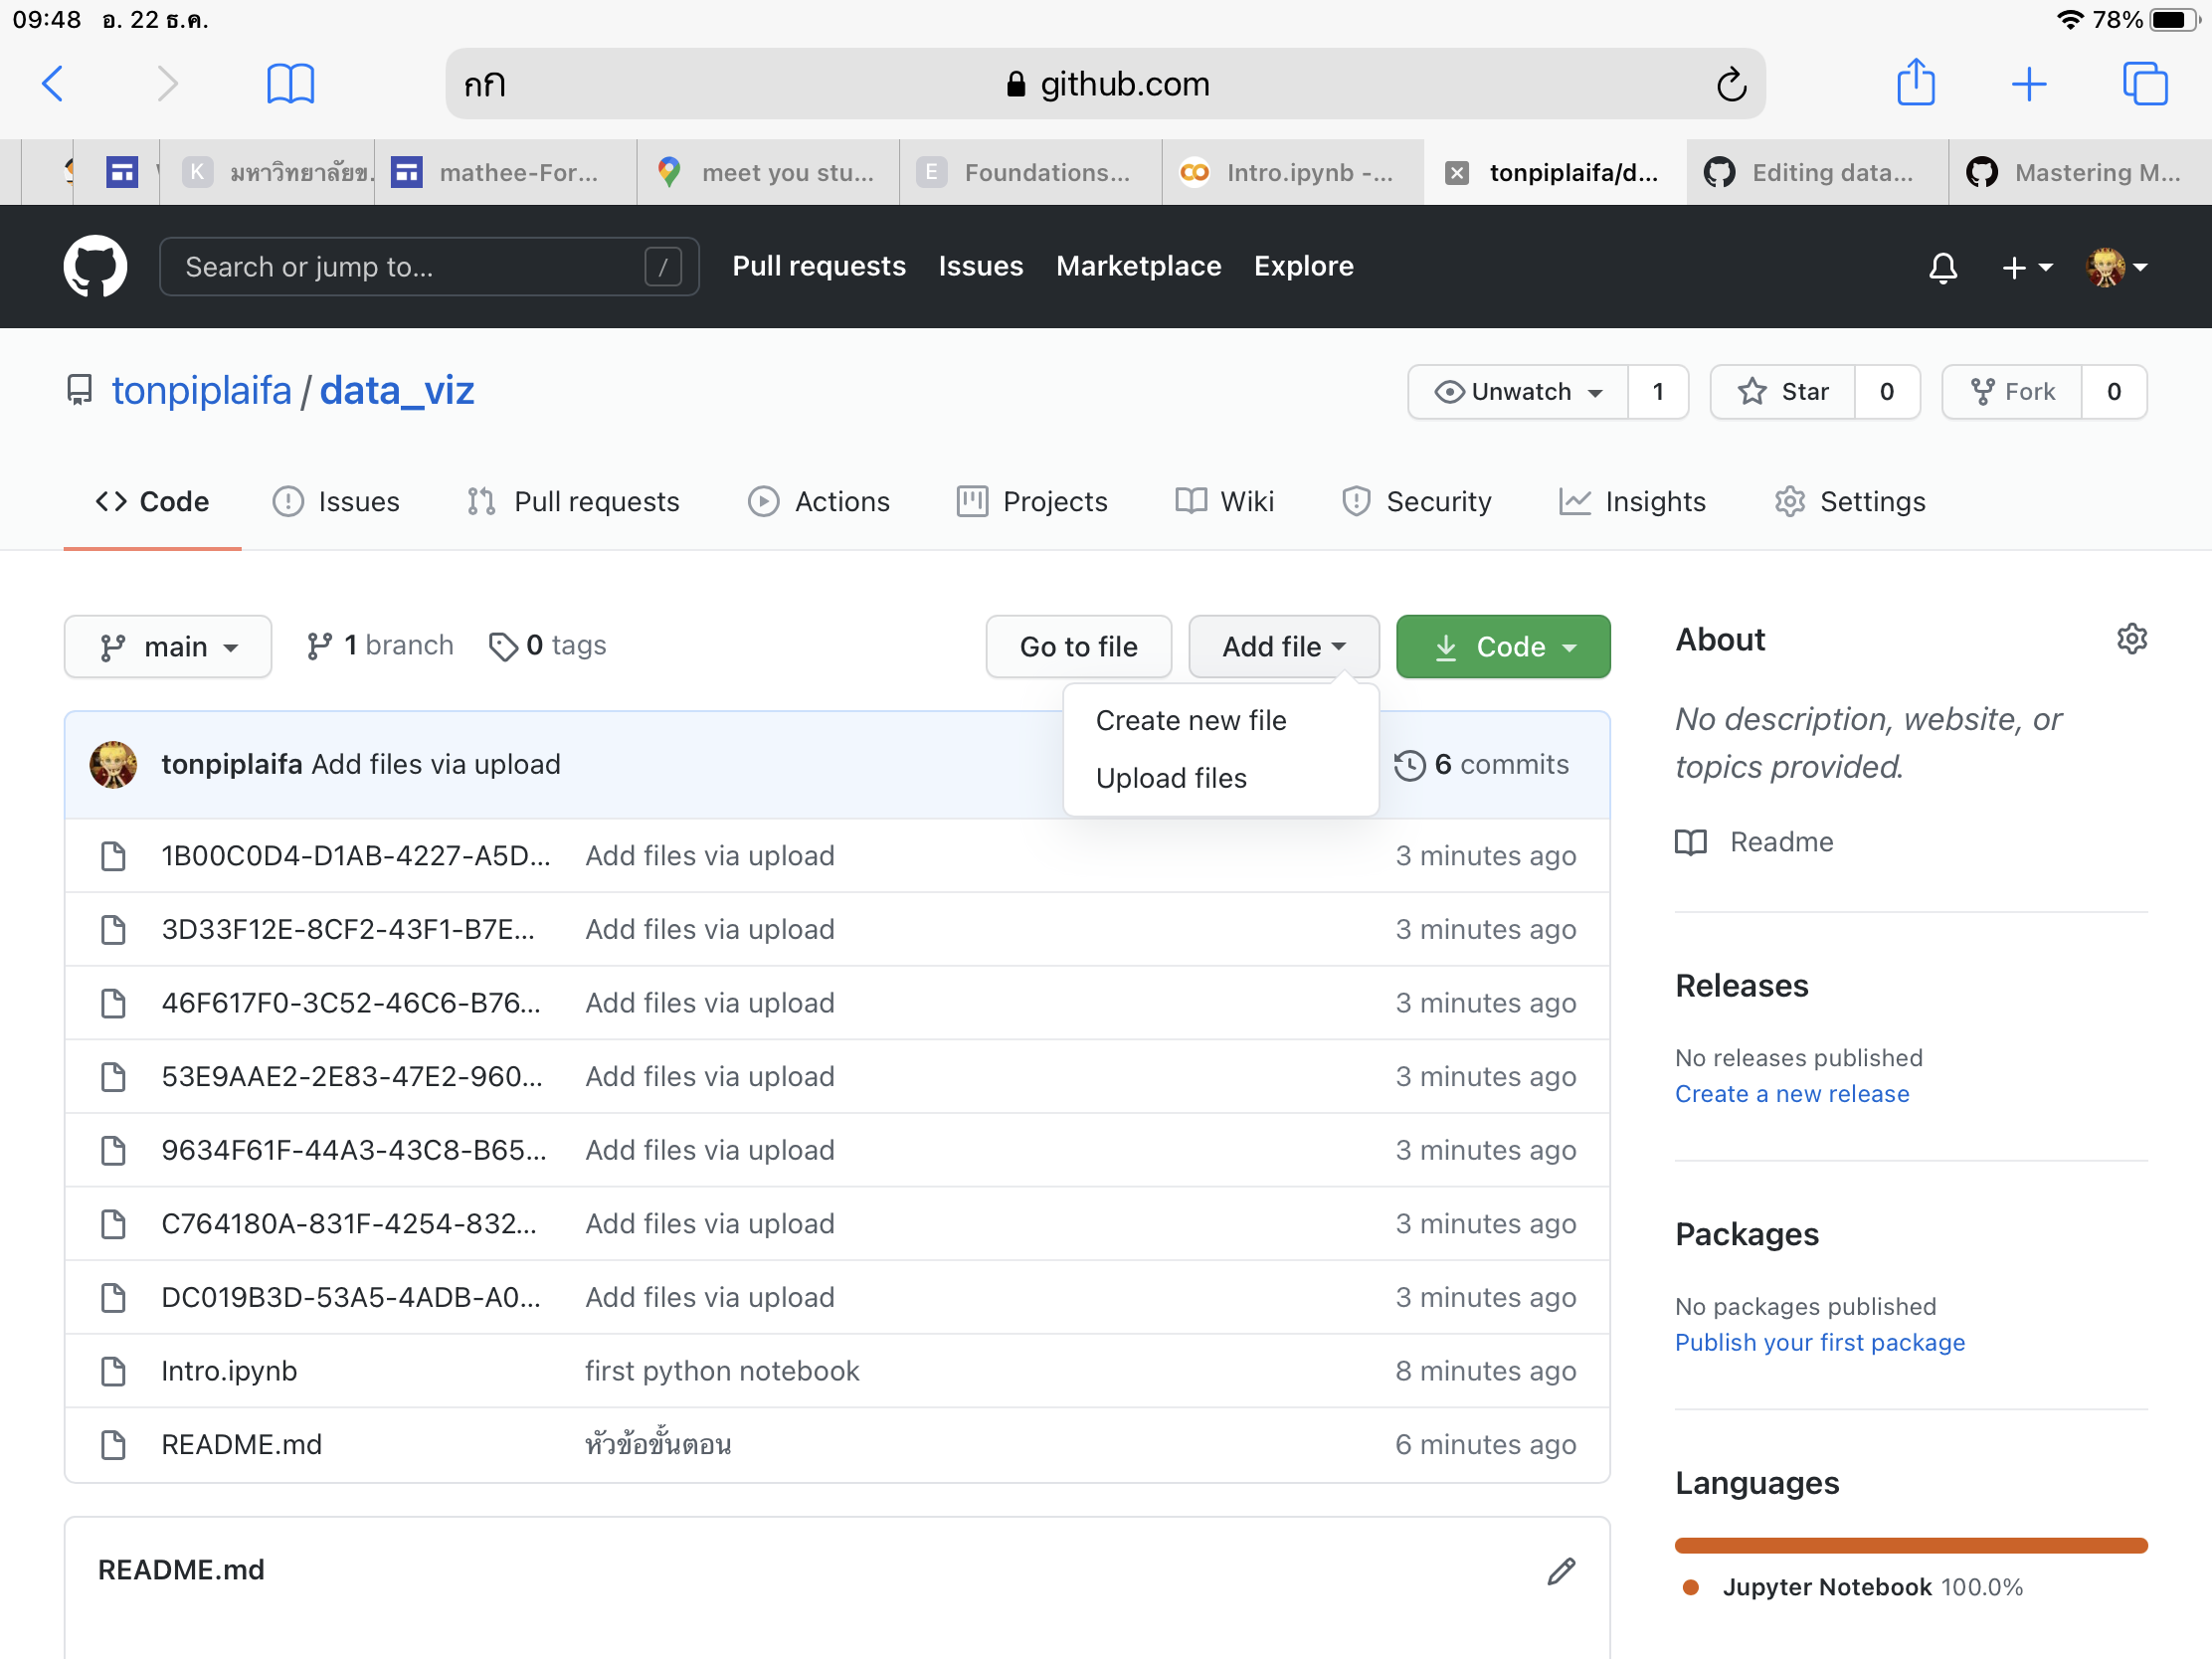 09:48 อ. 22 ธ.ค. 78%
กก github.com
K มหาวิทยาลัยข... mathee-For... meet you stu... E Foundations... Intro.ipynb -... tonpiplaifa/d... Editing data... Mastering M...
Search or jump to... / Pull requests Issues Marketplace Explore
tonpiplaifa / data_viz Unwatch 1 Star 0 Fork 0
Code Issues Pull requests Actions Projects Wiki Security Insights Settings
main 1 branch 0 tags Go to file Add file Code
Create new file
Upload files
tonpiplaifa Add files via upload 6 commits
1B00C0D4-D1AB-4227-A5D... Add files via upload 3 minutes ago
3D33F12E-8CF2-43F1-B7E... Add files via upload 3 minutes ago
46F617F0-3C52-46C6-B76... Add files via upload 3 minutes ago
53E9AAE2-2E83-47E2-960... Add files via upload 3 minutes ago
9634F61F-44A3-43C8-B65... Add files via upload 3 minutes ago
C764180A-831F-4254-832... Add files via upload 3 minutes ago
DC019B3D-53A5-4ADB-A0... Add files via upload 3 minutes ago
Intro.ipynb first python notebook 8 minutes ago
README.md หัวข้อขั้นตอน 6 minutes ago
README.md
About
No description, website, or
topics provided.
Readme
Releases
No releases published
Create a new release
Packages
No packages published
Publish your first package
Languages
Jupyter Notebook 100.0%